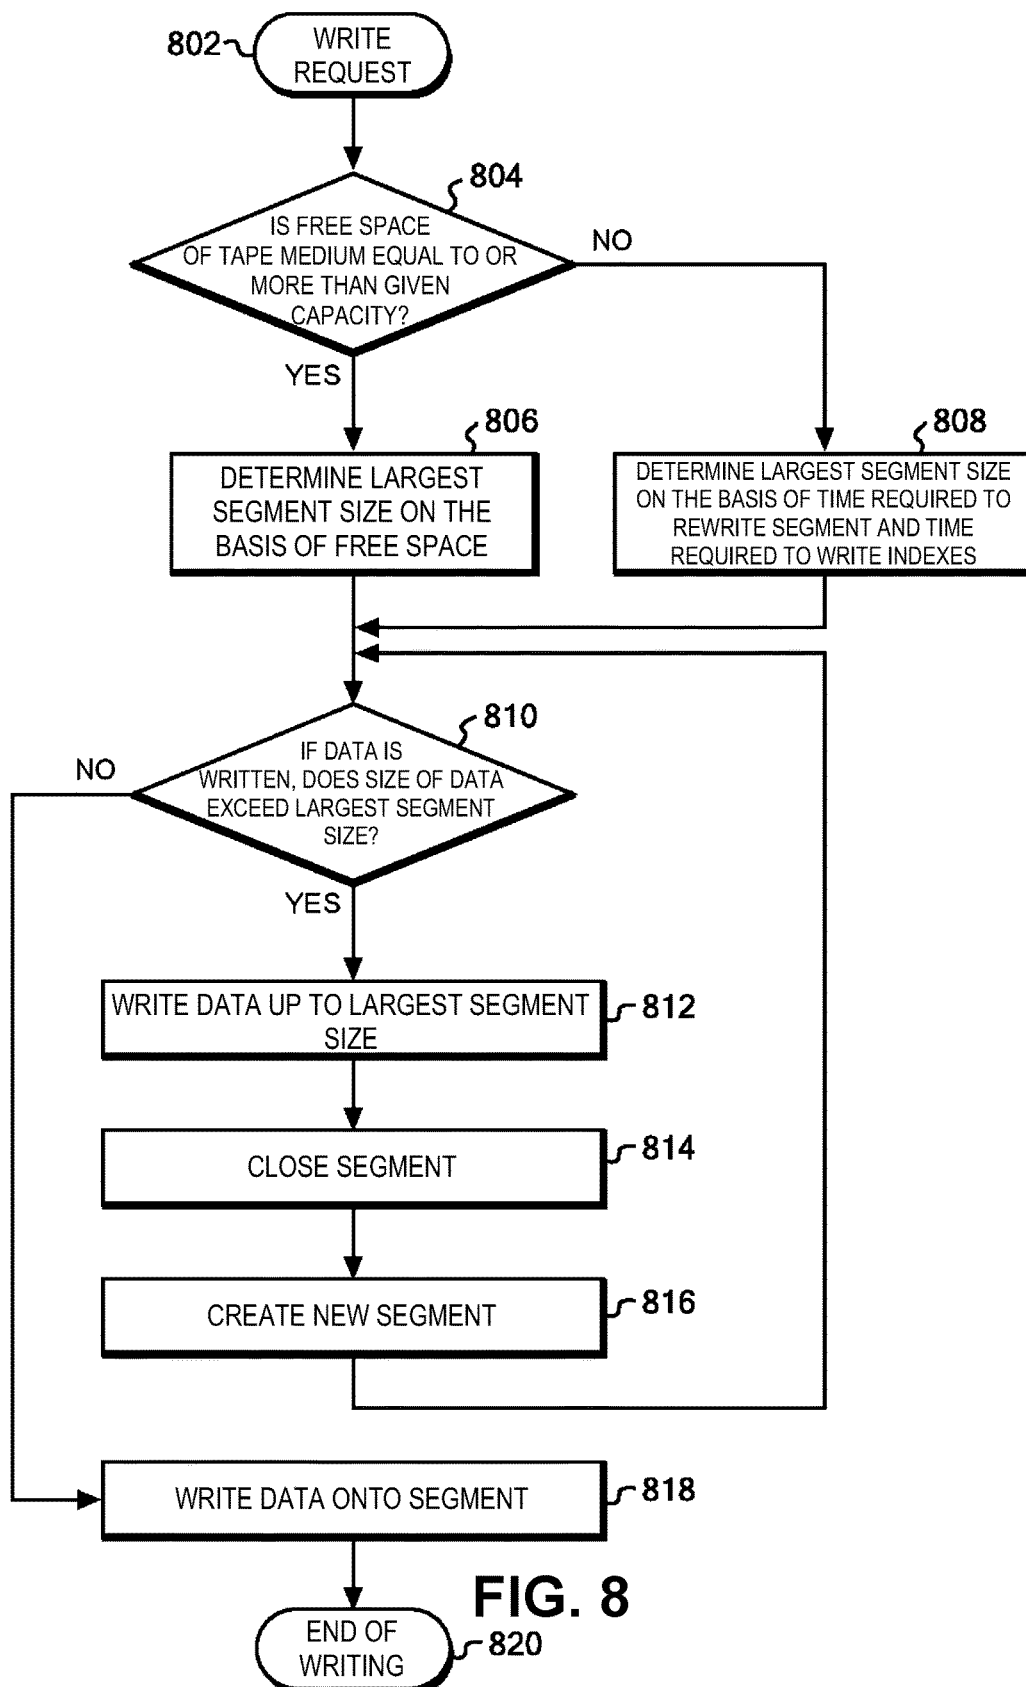 802
WRITE
REQUEST
804
IS FREE SPACE
OF TAPE MEDIUM EQUAL TO OR
MORE THAN GIVEN
CAPACITY?
NO
YES
806
DETERMINE LARGEST
SEGMENT SIZE ON THE
BASIS OF FREE SPACE
808
DETERMINE LARGEST SEGMENT SIZE
ON THE BASIS OF TIME REQUIRED TO
REWRITE SEGMENT AND TIME
REQUIRED TO WRITE INDEXES
810
IF DATA IS
WRITTEN, DOES SIZE OF DATA
EXCEED LARGEST SEGMENT
SIZE?
NO
YES
WRITE DATA UP TO LARGEST SEGMENT
SIZE
812
CLOSE SEGMENT
814
CREATE NEW SEGMENT
816
WRITE DATA ONTO SEGMENT
818
FIG. 8
END OF
WRITING
820